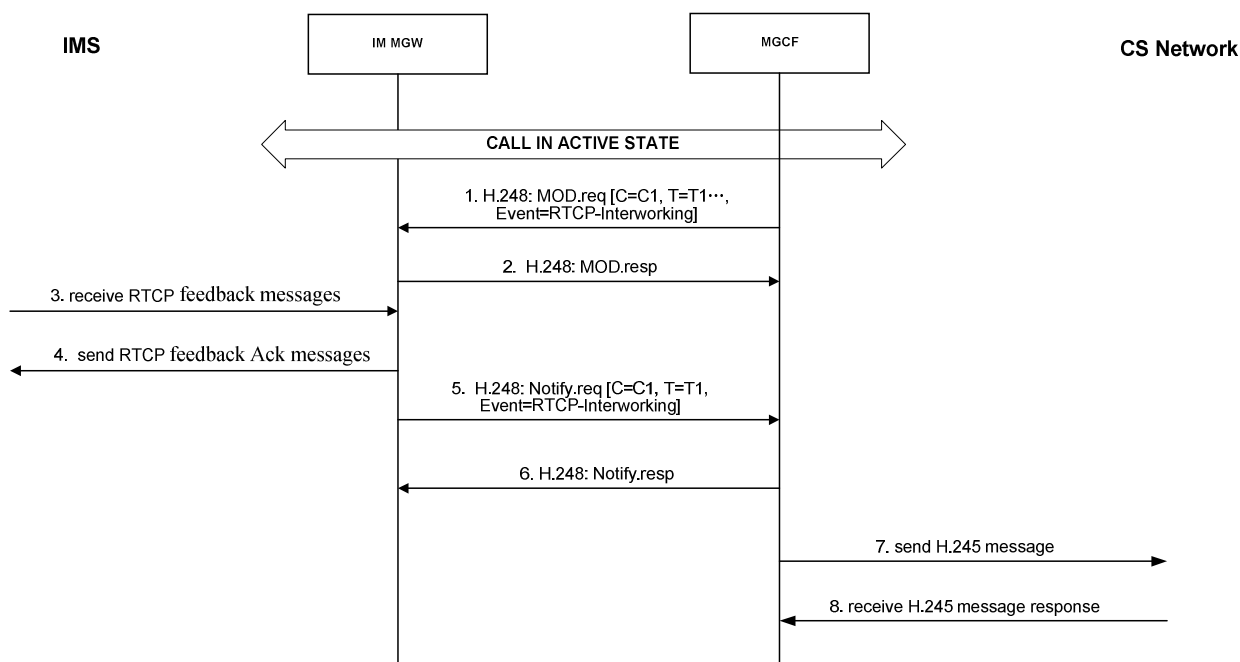 IMS
IM MGW
MGCF
CS Network
CALL IN ACTIVE STATE
1. H.248: MOD.req [C=C1, T=T1⋯,
Event=RTCP-Interworking]
2. H.248: MOD.resp
3. receive RTCP feedback messages
4. send RTCP feedback Ack messages
5. H.248: Notify.req [C=C1, T=T1,
Event=RTCP-Interworking]
6. H.248: Notify.resp
7. send H.245 message
8. receive H.245 message response